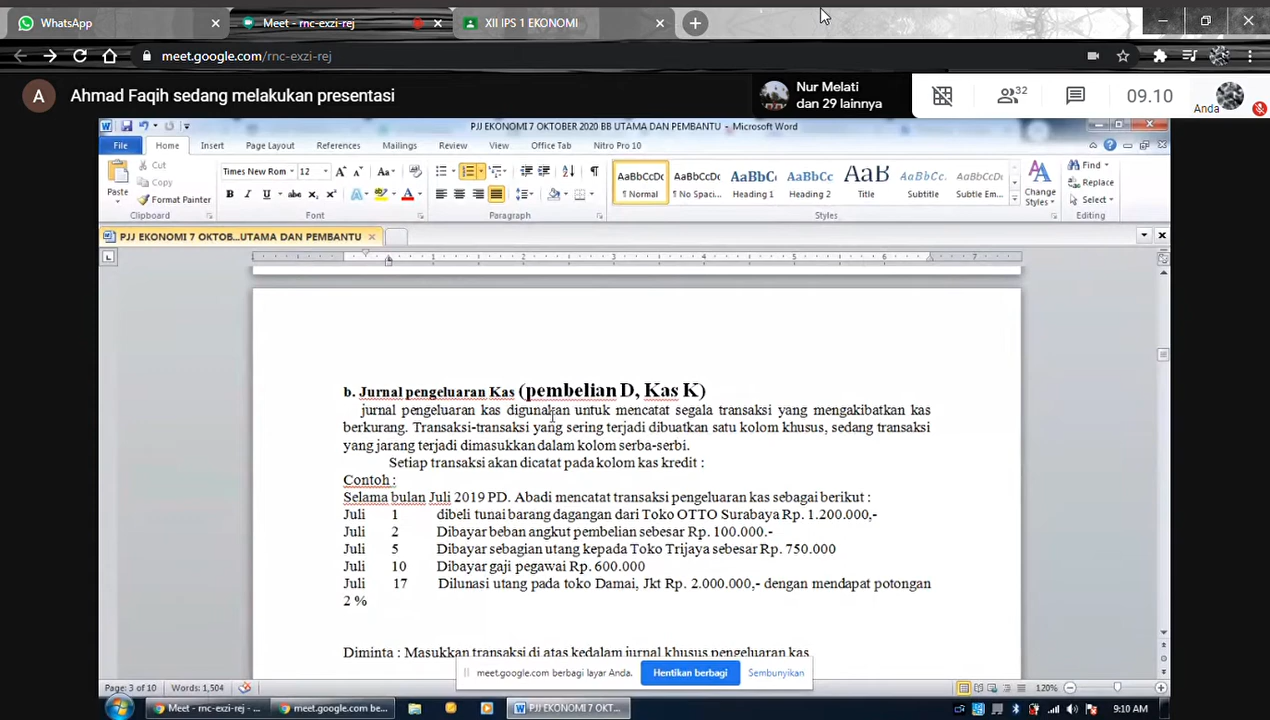 WhatsApp
Meet - rnc-exzi-rej
XII IPS 1 EKONOMI
meet.google.com/rnc-exzi-rej
A
Ahmad Faqih sedang melakukan presentasi
Nur Melati
dan 29 lainnya
32
09.10
Anda
PJJ EKONOMI 7 OKTOBER 2020 BB UTAMA DAN PEMBANTU - Microsoft Word
File Home Insert Page Layout References Mailings Review View Office Tab Nitro PDF 10
Paste
Cut
Copy
Format Painter
Clipboard
Times New Rom 12
Font
Paragraph
AaBbCcDc
¶ Normal
AaBbCcDc
¶ No Spaci...
AaBbCc
Heading 1
AaBbCc
Heading 2
AaB
Title
AaBbCc.
Subtitle
AaBbCcDc
Subtle Em...
Change
Styles
Styles
Find
Replace
Select
Editing
PJJ EKONOMI 7 OKTOB...UTAMA DAN PEMBANTU
b. Jurnal pengeluran Kas (pembelian D, Kas K)
jurnal pengeluran kas digunakan untuk mencatat segala transaksi yang mengakibatkan kas
berkurang. Transaksi-transaksi yang sering terjadi dibuatkan satu kolom khusus, sedang transaksi
yang jarang terjadi dimasukkan dalam kolom serba-serbi.
Setiap transaksi akan dicatat pada kolom kas kredit :
Contoh :
Selama bulan Juli 2019 PD. Abadi mencatat transaksi pengeluran kas sebagai berikut :
Juli 1 dibeli tunai barang dagangan dari Toko OTTO Surabaya Rp. 1.200.000,-
Juli 2 Dibayar beban angkut pembelian sebesar Rp. 100.000.-
Juli 5 Dibayar sebagian utang kepada Toko Trijaya sebesar Rp. 750.000
Juli 10 Dibayar gaji pegawai Rp. 600.000
Juli 17 Dilunasi utang pada toko Damai, Jkt Rp. 2.000.000,- dengan mendapat potongan
2 %
Diminta : Masukkan transaksi di atas kedalam jurnal khusus pengeluran kas
meet.google.com berbagi layar Anda.
Hentikan berbagi
Sembunyikan
Page: 3 of 10 Words: 1,504
120%
Meet - rnc-exzi-rej - ...
meet.google.com be...
PJJ EKONOMI 7 OKT...
9:10 AM